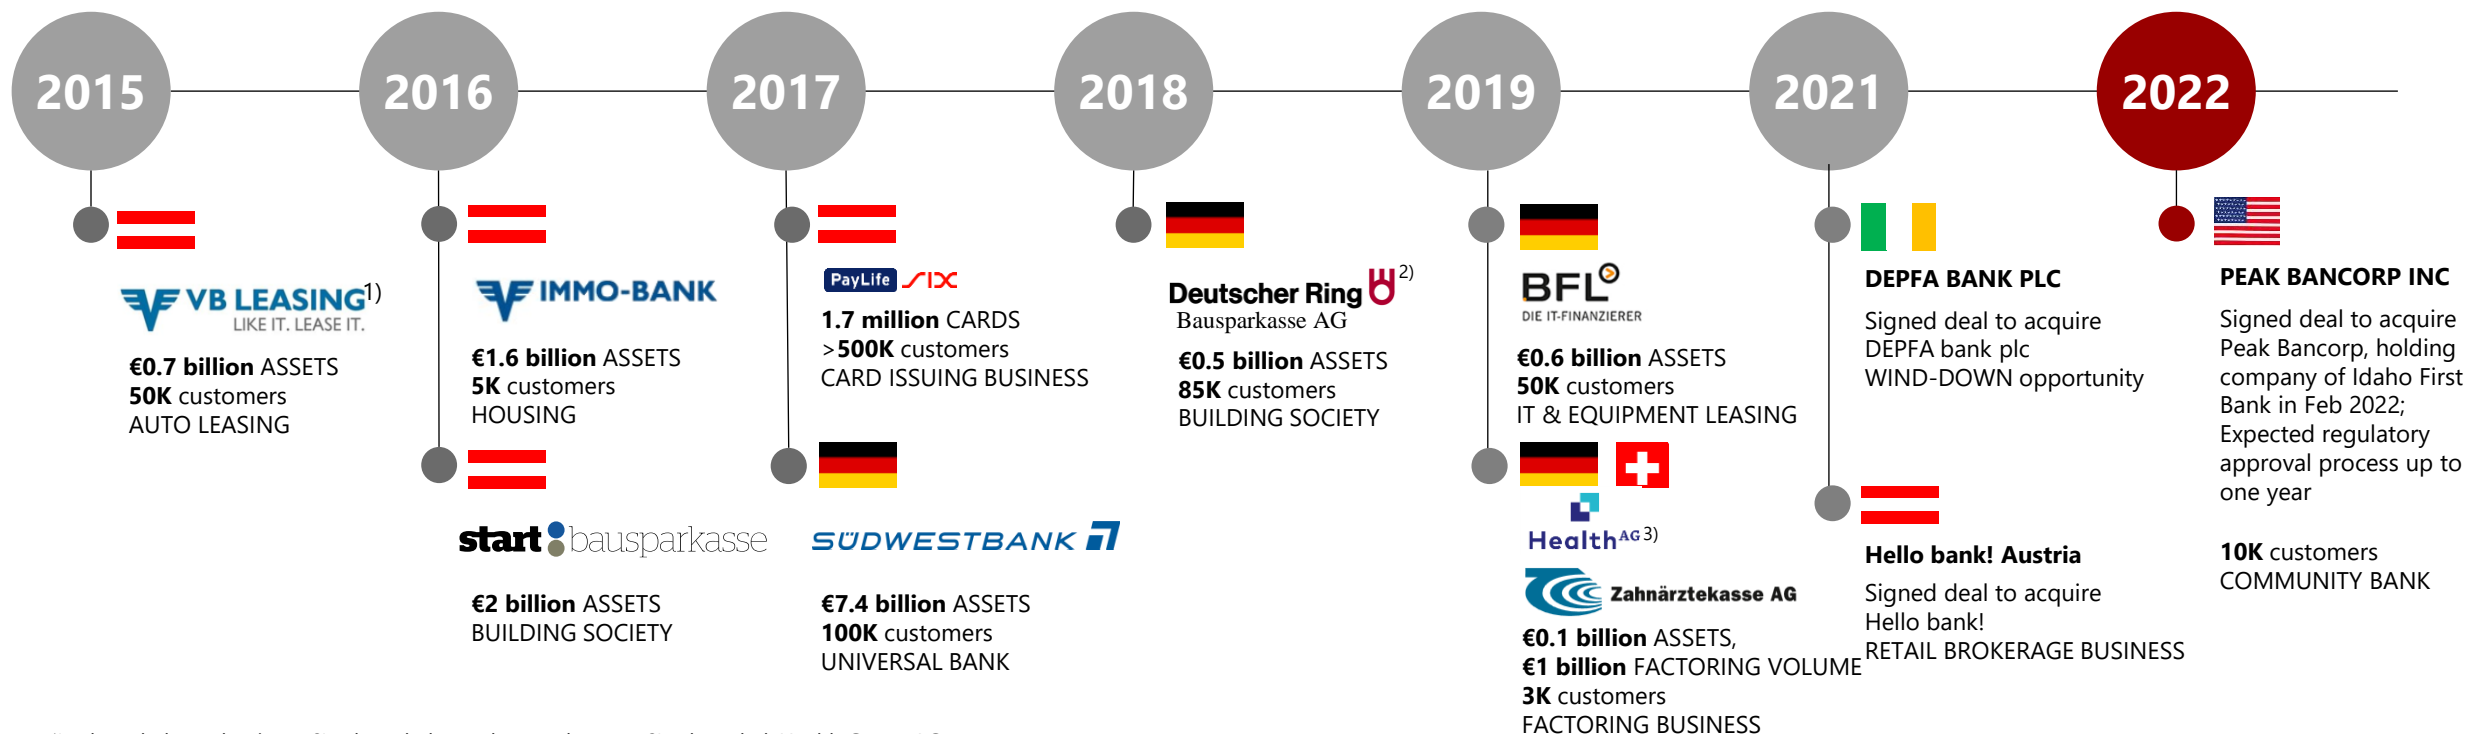 2015
2016
2017
2018
2019
2021
2022
VB LEASING 1)
LIKE IT. LEASE IT.
€0.7 billion ASSETS
50K customers
AUTO LEASING
IMMO-BANK
€1.6 billion ASSETS
5K customers
HOUSING
start:bausparkasse
€2 billion ASSETS
BUILDING SOCIETY
PayLife SIX
1.7 million CARDS
>500K customers
CARD ISSUING BUSINESS
SÜDWESTBANK
€7.4 billion ASSETS
100K customers
UNIVERSAL BANK
Deutscher Ring 2)
Bausparkasse AG
€0.5 billion ASSETS
85K customers
BUILDING SOCIETY
BFL
DIE IT-FINANZIERER
€0.6 billion ASSETS
50K customers
IT & EQUIPMENT LEASING
Health AG 3)
Zahnärztekasse AG
€0.1 billion ASSETS,
€1 billion FACTORING VOLUME
3K customers
FACTORING BUSINESS
DEPFA BANK PLC
Signed deal to acquire
DEPFA bank plc
WIND-DOWN opportunity
Hello bank! Austria
Signed deal to acquire
Hello bank!
RETAIL BROKERAGE BUSINESS
PEAK BANCORP INC
Signed deal to acquire
Peak Bancorp, holding
company of Idaho First
Bank in Feb 2022;
Expected regulatory
approval process up to
one year
10K customers
COMMUNITY BANK